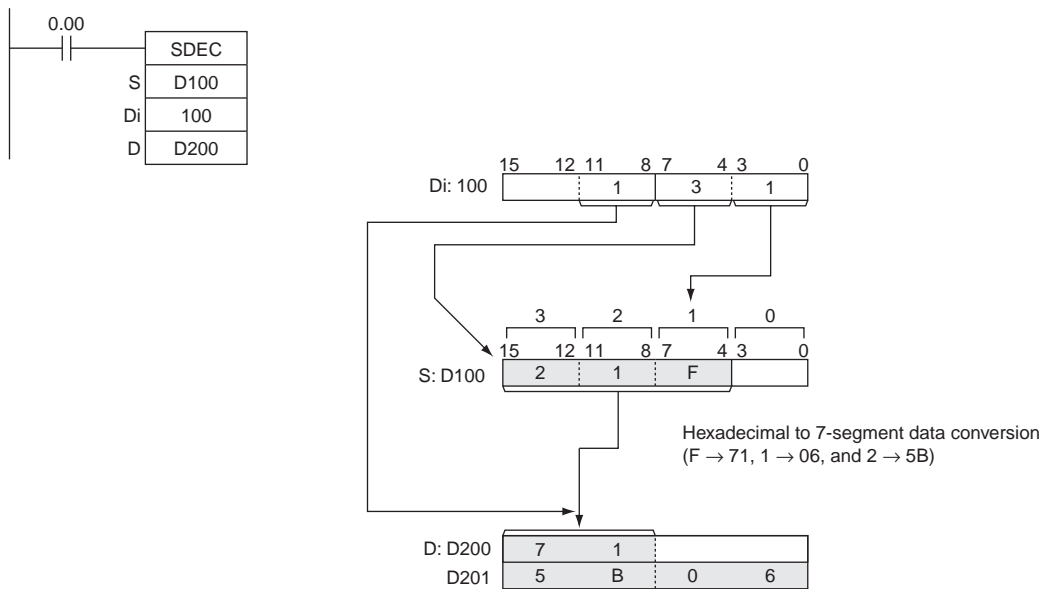 0.00
SDEC
S D100
Di 100
D D200
15 12 11 8 7 4 3 0
Di: 100 1 3 1
3 2 1 0
15 12 11 8 7 4 3 0
S: D100 2 1 F
Hexadecimal to 7-segment data conversion
(F → 71, 1 → 06, and 2 → 5B)
D: D200 7 1
D201 5 B 0 6